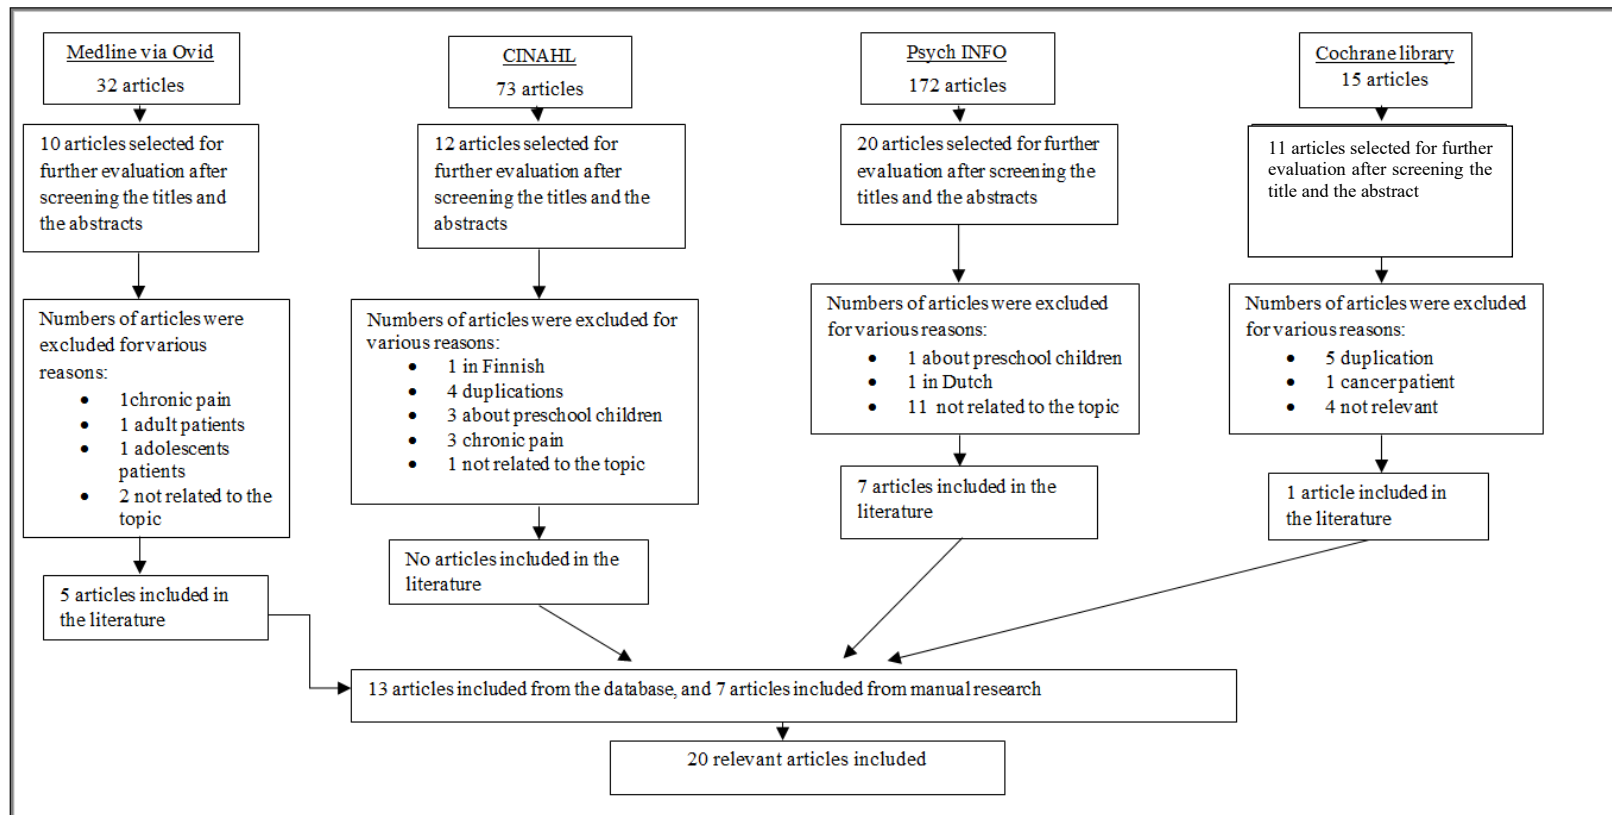 Medline via Ovid
32 articles
CINAHL
73 articles
Psych INFO
172 articles
Cochrane library
15 articles
10 articles selected for
further evaluation after
screening the titles and
the abstracts
12 articles selected for
further evaluation after
screening the titles and the
abstracts
20 articles selected for further
evaluation after screening the
titles and the abstracts
11 articles selected for further
evaluation after screening the
title and the abstract
Numbers of articles were
excluded for various
reasons:
• 1chronic pain
• 1 adult patients
• 1 adolescents
patients
• 2 not related to the
topic
Numbers of articles were excluded for
various reasons:
• 1 in Finnish
• 4 duplications
• 3 about preschool children
• 3 chronic pain
• 1 not related to the topic
Numbers of articles were excluded
for various reasons:
• 1 about preschool children
• 1 in Dutch
• 11 not related to the topic
Numbers of articles were excluded
for various reasons:
• 5 duplication
• 1 cancer patient
• 4 not relevant
5 articles included in
the literature
No articles included in the
literature
7 articles included in the
literature
1 article included in
the literature
13 articles included from the database, and 7 articles included from manual research
20 relevant articles included